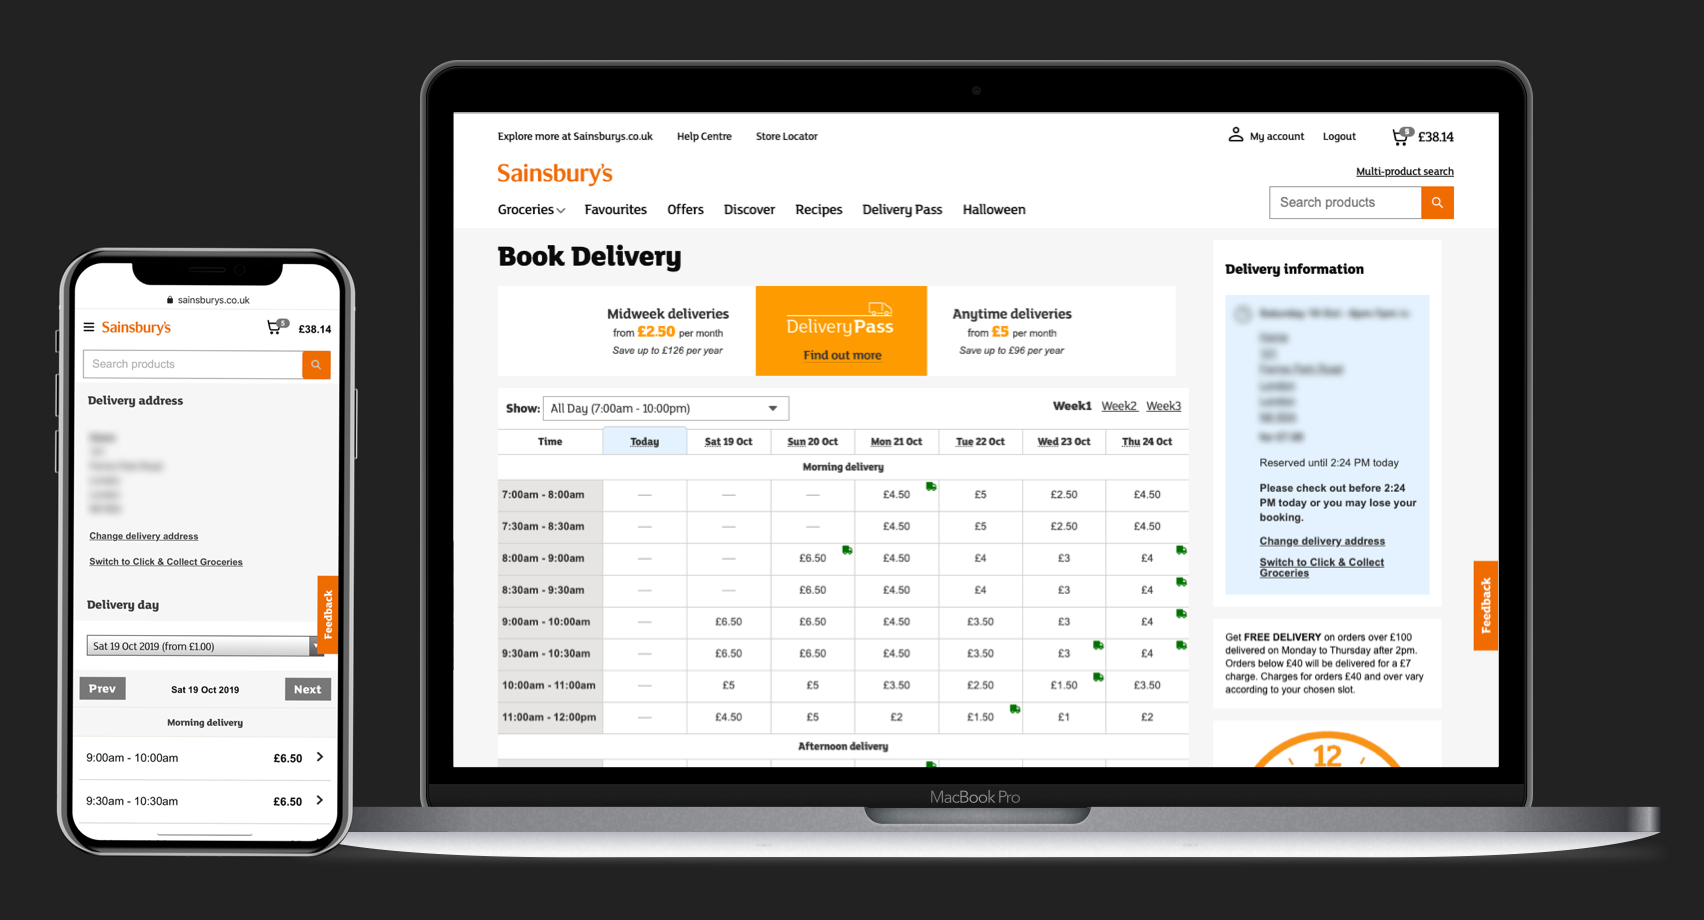 sainsburys.co.uk
Sainsbury's
5
£38.14
Search products
Delivery address
Change delivery address
Switch to Click & Collect Groceries
Delivery day
Sat 19 Oct 2019 (from £1.00)
Prev
Sat 19 Oct 2019
Next
Morning delivery
9:00am - 10:00am £6.50
9:30am - 10:30am £6.50
Feedback
Explore more at Sainsburys.co.uk Help Centre Store Locator
My account Logout 5 £38.14
Sainsbury's
Multi-product search
Groceries Favourites Offers Discover Recipes Delivery Pass Halloween
Search products
Book Delivery
Midweek deliveries
from £2.50 per month
Save up to £126 per year
DeliveryPass
Find out more
Anytime deliveries
from £5 per month
Save up to £96 per year
Show: All Day (7:00am - 10:00pm)
Week1 Week2 Week3
Time Today Sat 19 Oct Sun 20 Oct Mon 21 Oct Tue 22 Oct Wed 23 Oct Thu 24 Oct
Morning delivery
7:00am - 8:00am — — — £4.50 £5 £2.50 £4.50
7:30am - 8:30am — — — £4.50 £5 £2.50 £4.50
8:00am - 9:00am — — £6.50 £4.50 £4 £3 £4
8:30am - 9:30am — — £6.50 £4.50 £4 £3 £4
9:00am - 10:00am — £6.50 £6.50 £4.50 £3.50 £3 £4
9:30am - 10:30am — £6.50 £6.50 £4.50 £3.50 £3 £4
10:00am - 11:00am — £5 £5 £3.50 £2.50 £1.50 £3.50
11:00am - 12:00pm — £4.50 £5 £2 £1.50 £1 £2
Afternoon delivery
Delivery information
Reserved until 2:24 PM today
Please check out before 2:24
PM today or you may lose your
booking.
Change delivery address
Switch to Click & Collect
Groceries
Feedback
Get FREE DELIVERY on orders over £100
delivered on Monday to Thursday after 2pm.
Orders below £40 will be delivered for a £7
charge. Charges for orders £40 and over vary
according to your chosen slot.
12
MacBook Pro